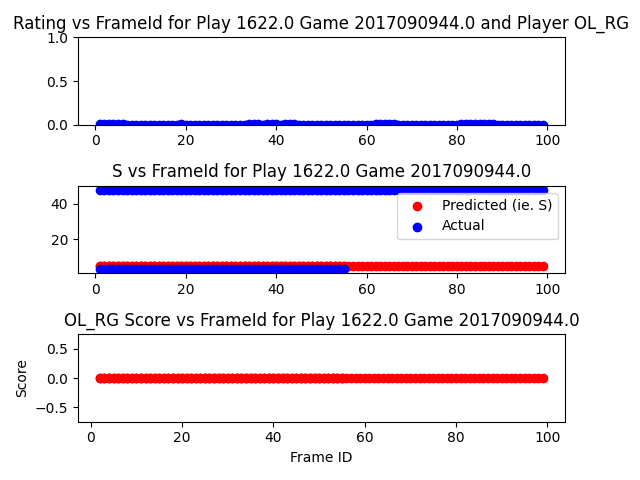 Rating vs FrameId for Play 1622.0 Game 2017090944.0 and Player OL_RG
1.0
0.5
0.0
0 20 40 60 80 100
S vs FrameId for Play 1622.0 Game 2017090944.0
40
20
Predicted (ie. S)
Actual
0 20 40 60 80 100
OL_RG Score vs FrameId for Play 1622.0 Game 2017090944.0
Score
0.5
0.0
−0.5
0 20 40 60 80 100
Frame ID